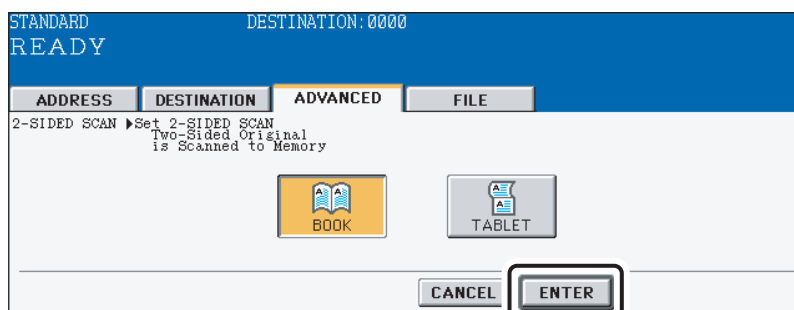 STANDARD DESTINATION:0000
READY
ADDRESS DESTINATION ADVANCED FILE
2-SIDED SCAN ▶Set 2-SIDED SCAN
Two-Sided Original
is Scanned to Memory
A A A A
BOOK TABLET
CANCEL ENTER